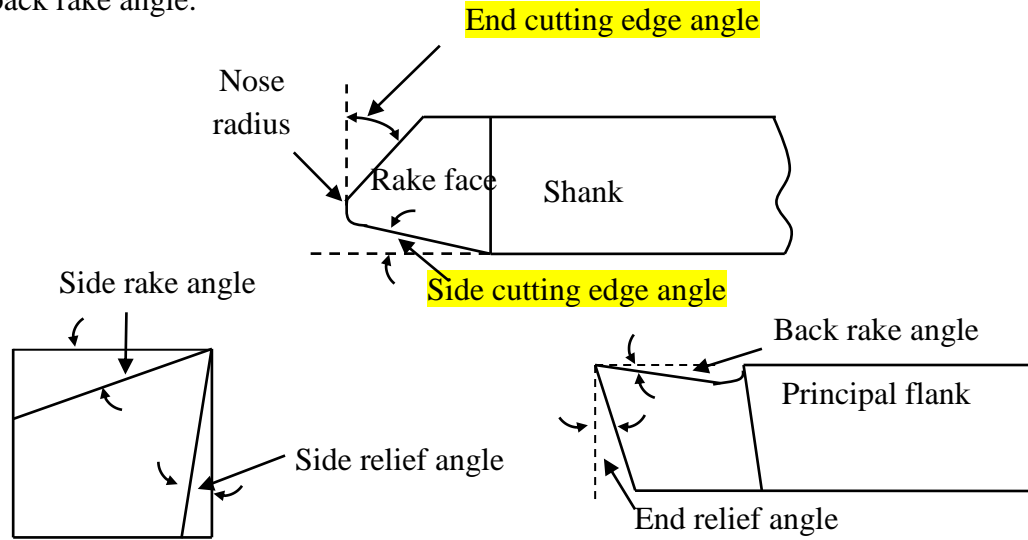 back rake angle.
End cutting edge angle
Nose
radius
Rake face
Shank
Side cutting edge angle
Side rake angle
Back rake angle
Principal flank
Side relief angle
End relief angle